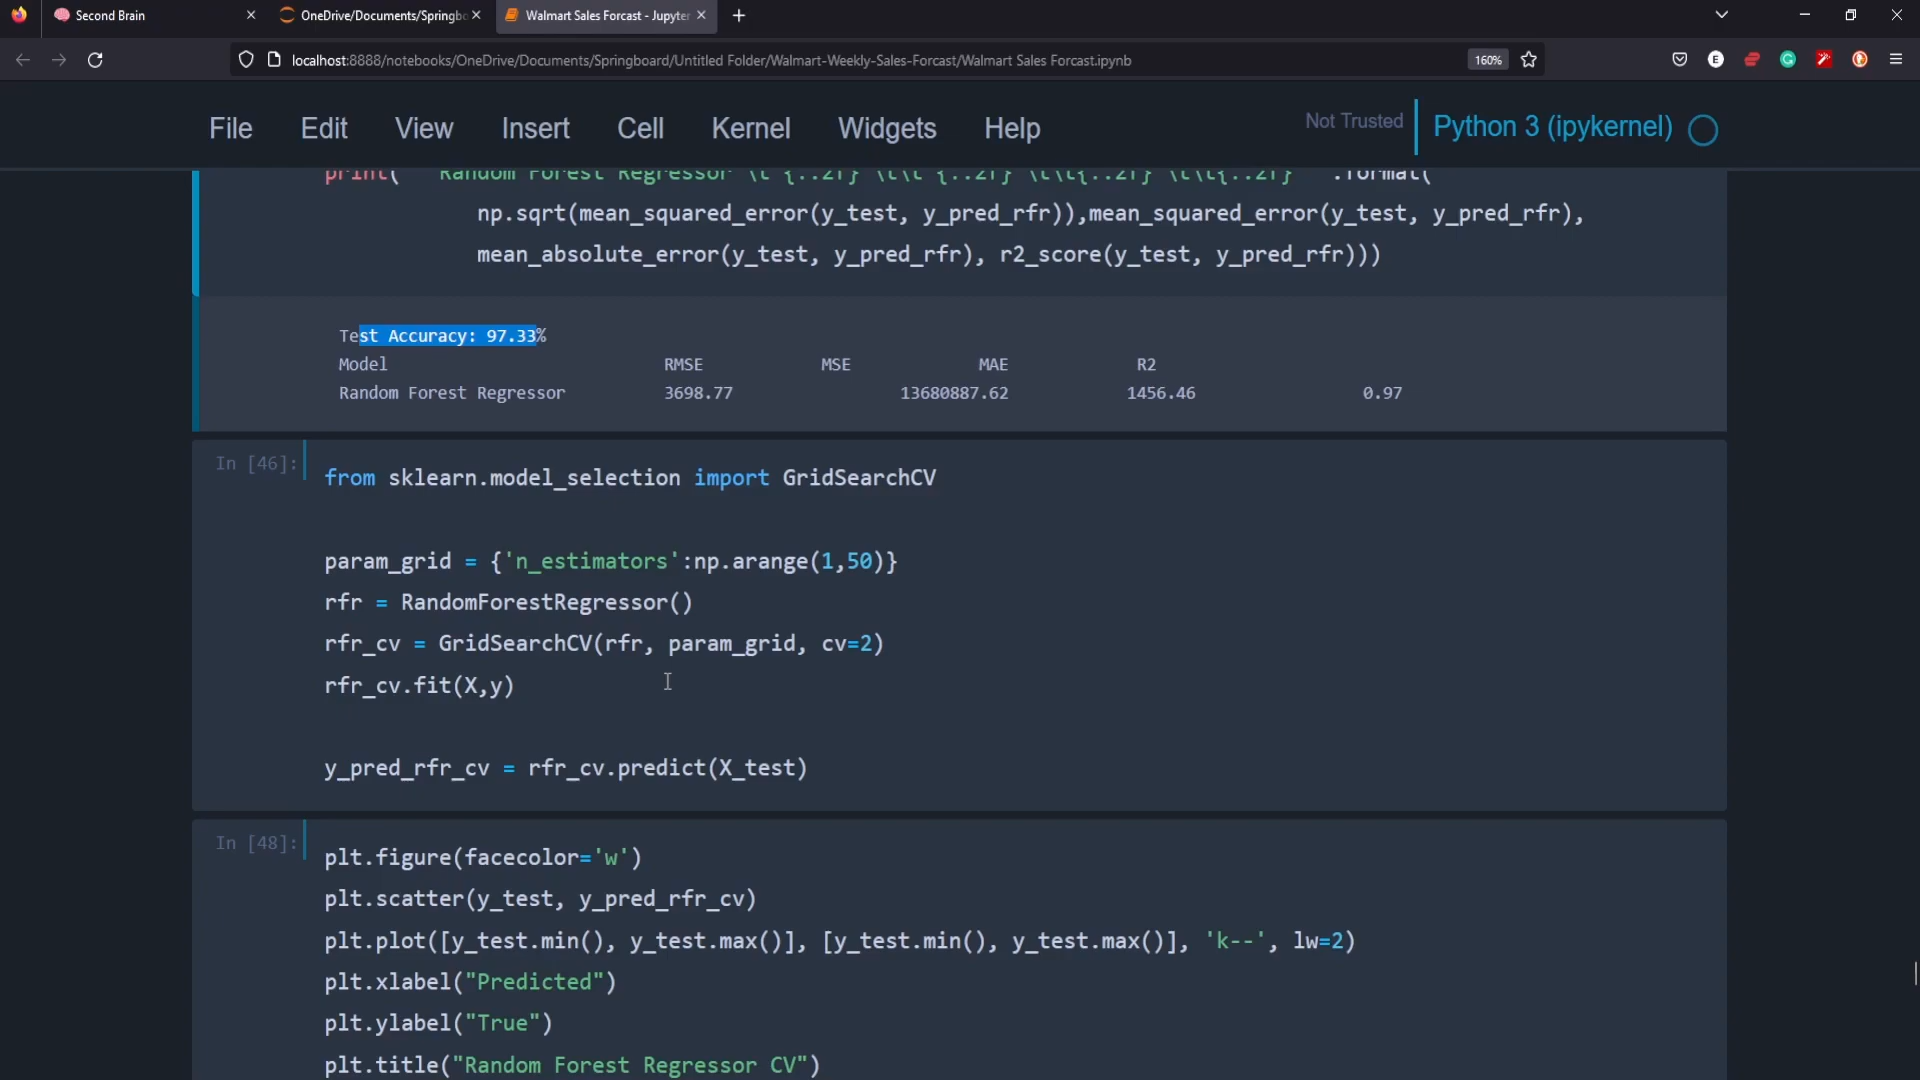 Second Brain
OneDrive/Documents/Springbo
Walmart Sales Forcast - Jupyter
localhost:8888/notebooks/OneDrive/Documents/Springboard/Untitled Folder/Walmart-Weekly-Sales-Forcast/Walmart Sales Forcast.ipynb
160%
File Edit View Insert Cell Kernel Widgets Help
Not Trusted
Python 3 (ipykernel)
print( Random Forest Regressor .format(
np.sqrt(mean_squared_error(y_test, y_pred_rfr)),mean_squared_error(y_test, y_pred_rfr),
mean_absolute_error(y_test, y_pred_rfr), r2_score(y_test, y_pred_rfr)))
Test Accuracy: 97.33%
Model RMSE MSE MAE R2
Random Forest Regressor 3698.77 13680887.62 1456.46 0.97
In [46]:
from sklearn.model_selection import GridSearchCV
param_grid = {'n_estimators':np.arange(1,50)}
rfr = RandomForestRegressor()
rfr_cv = GridSearchCV(rfr, param_grid, cv=2)
rfr_cv.fit(X,y)
y_pred_rfr_cv = rfr_cv.predict(X_test)
In [48]:
plt.figure(facecolor='w')
plt.scatter(y_test, y_pred_rfr_cv)
plt.plot([y_test.min(), y_test.max()], [y_test.min(), y_test.max()], 'k--', lw=2)
plt.xlabel("Predicted")
plt.ylabel("True")
plt.title("Random Forest Regressor CV")